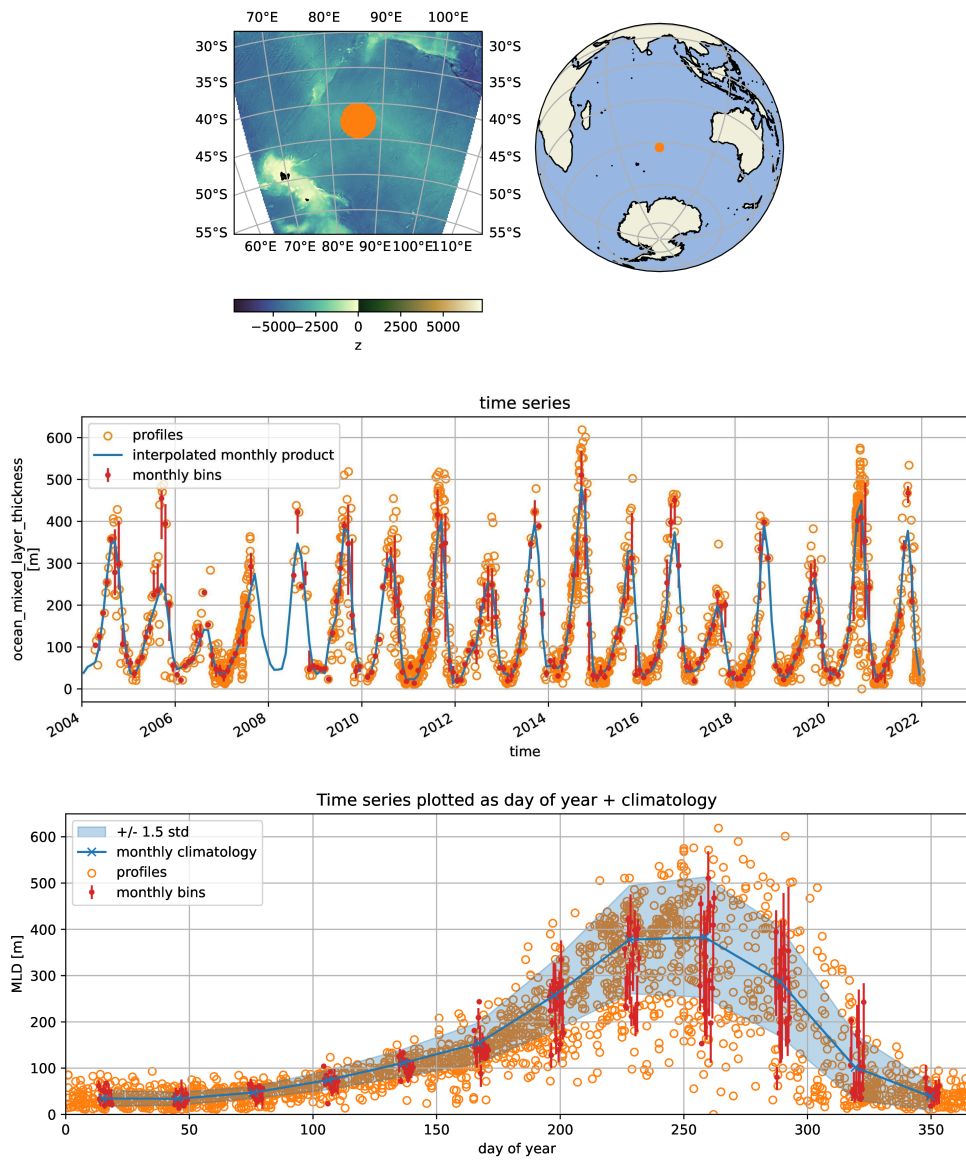 70°E 80°E 90°E 100°E
30°S 30°S
35°S 35°S
40°S 40°S
45°S 45°S
50°S 50°S
55°S 55°S
60°E 70°E 80°E 90°E 100°E 110°E
−5000 −2500 0 2500 5000
z
time series
profiles
interpolated monthly product
monthly bins
ocean_mixed_layer_thickness
[m]
600
500
400
300
200
100
0
2004 2006 2008 2010 2012 2014 2016 2018 2020 2022
time
Time series plotted as day of year + climatology
+/- 1.5 std
monthly climatology
profiles
monthly bins
MLD [m]
600
500
400
300
200
100
0
0 50 100 150 200 250 300 350
day of year